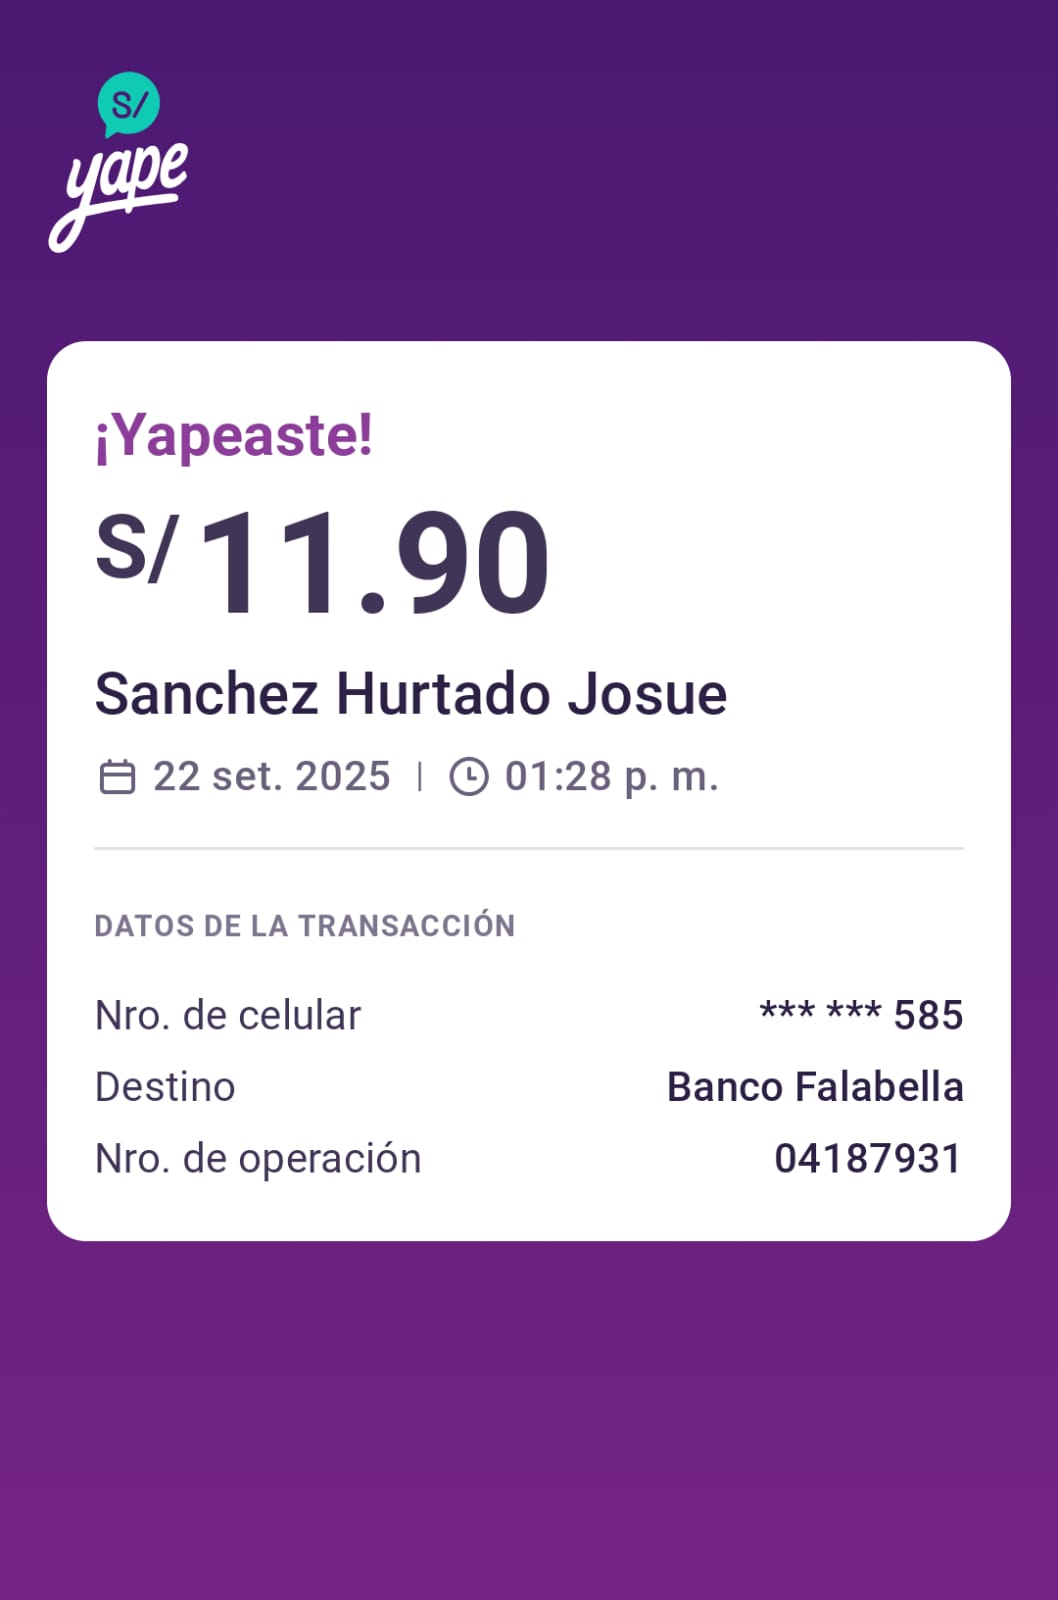 S/
yape
¡Yapeaste!
S/ 11.90
Sanchez Hurtado Josue
22 set. 2025 | 01:28 p. m.
DATOS DE LA TRANSACCIÓN
Nro. de celular *** *** 585
Destino Banco Falabella
Nro. de operación 04187931